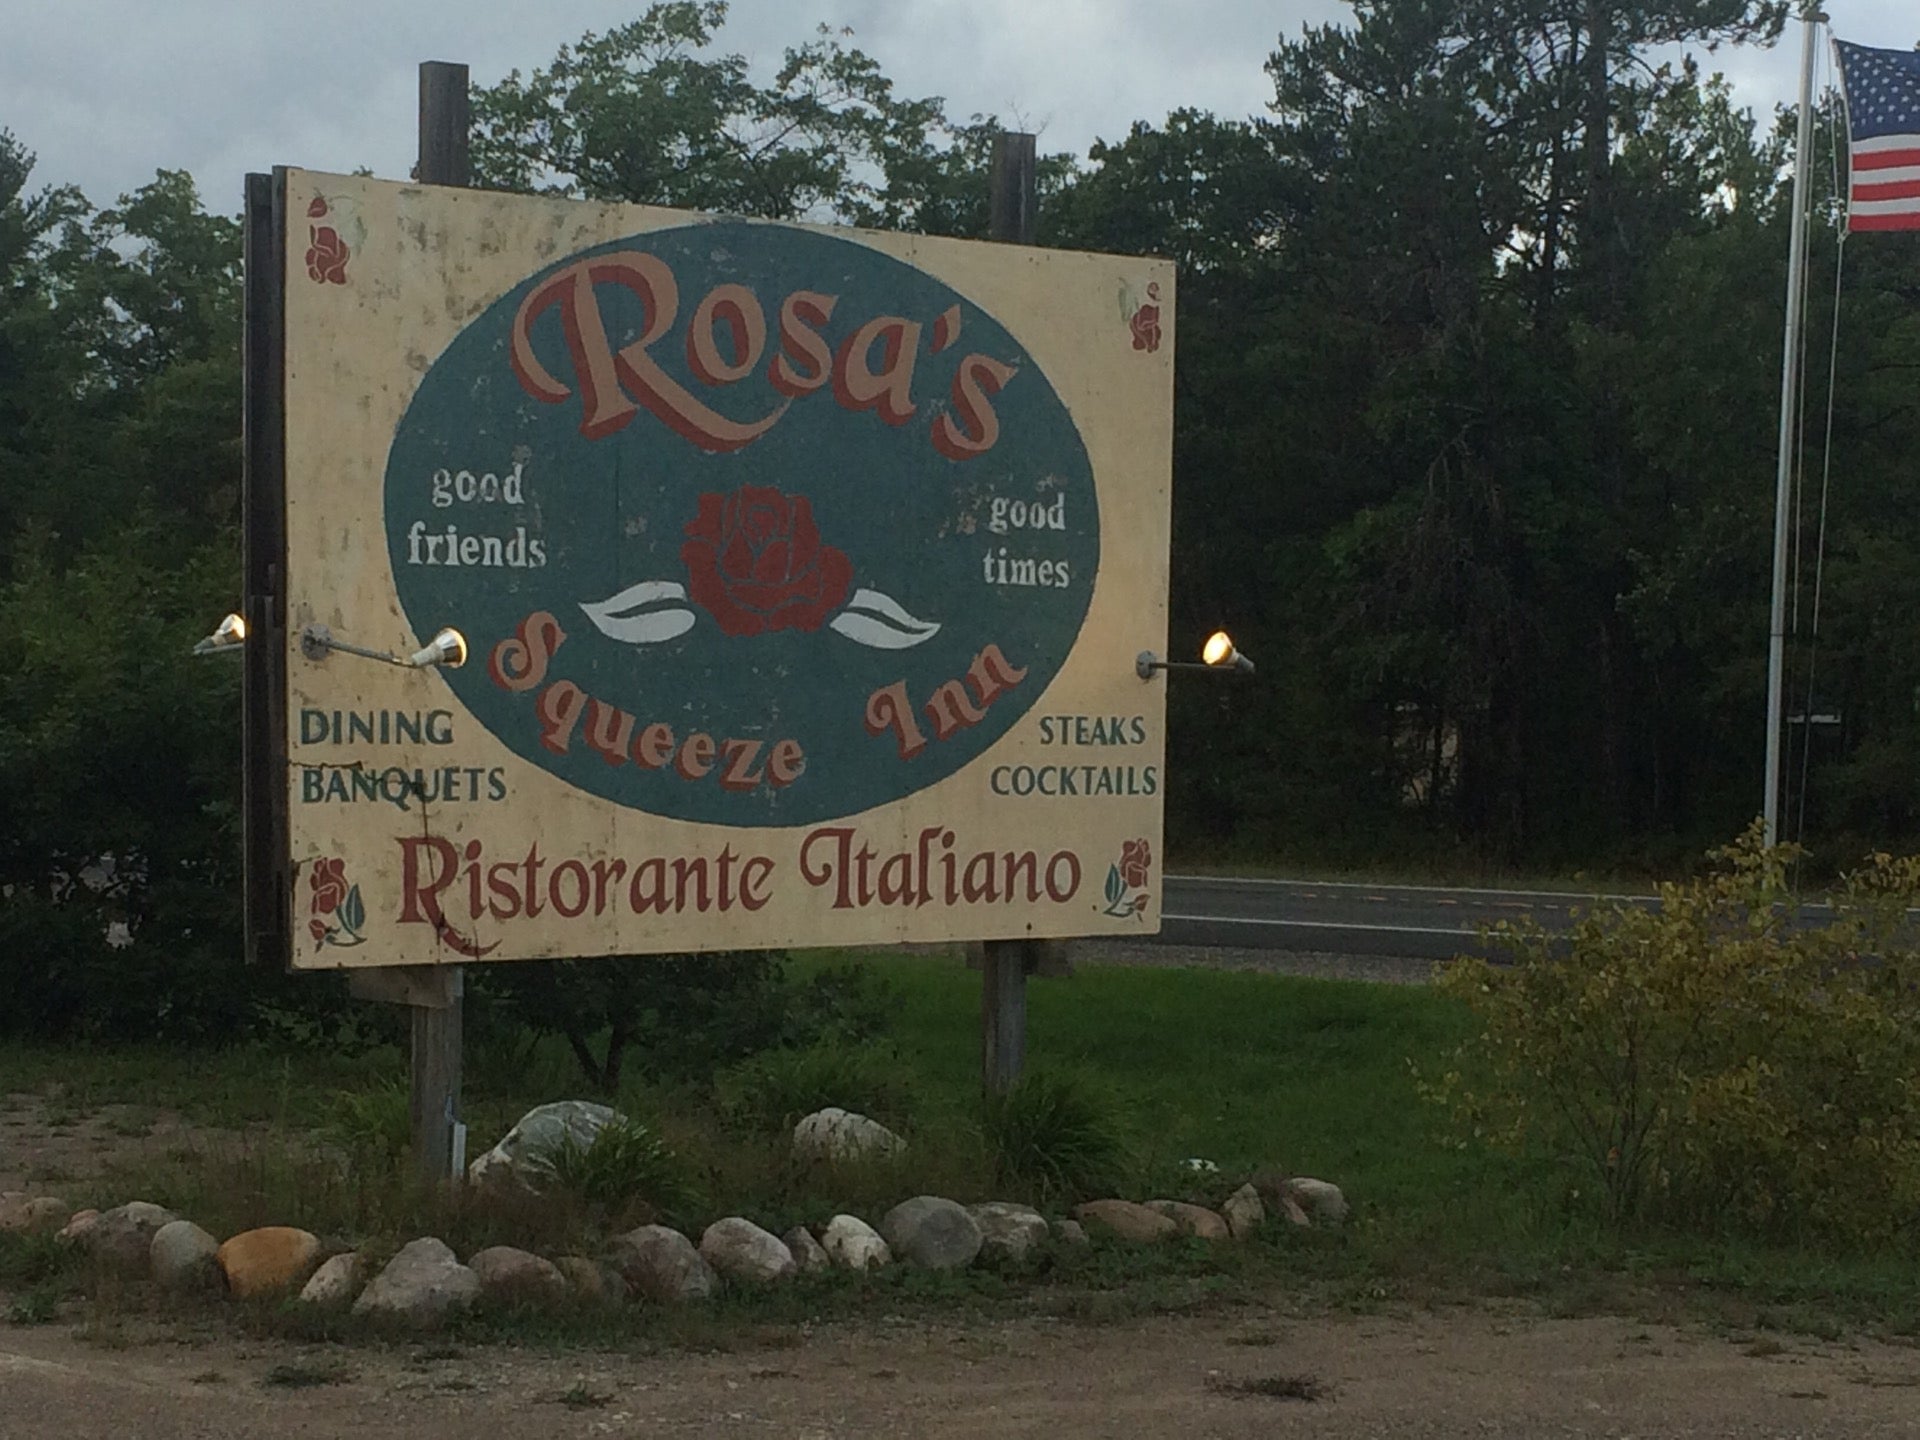 Rosa's
good
friends
good
times
Squeeze Inn
DINING
BANQUETS
STEAKS
COCKTAILS
Ristorante Italiano